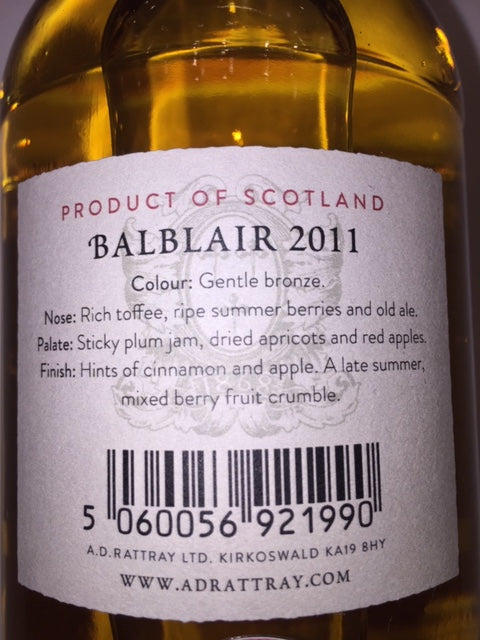 PRODUCT OF SCOTLAND
BALBLAIR 2011
Colour: Gentle bronze.
Nose: Rich toffee, ripe summer berries and old ale.
Palate: Sticky plum jam, dried apricots and red apples.
Finish: Hints of cinnamon and apple. A late summer,
mixed berry fruit crumble.
1868
5 060056 921990
A.D.RATTRAY LTD. KIRKOSWALD KA19 8HY
WWW.ADRATTRAY.COM